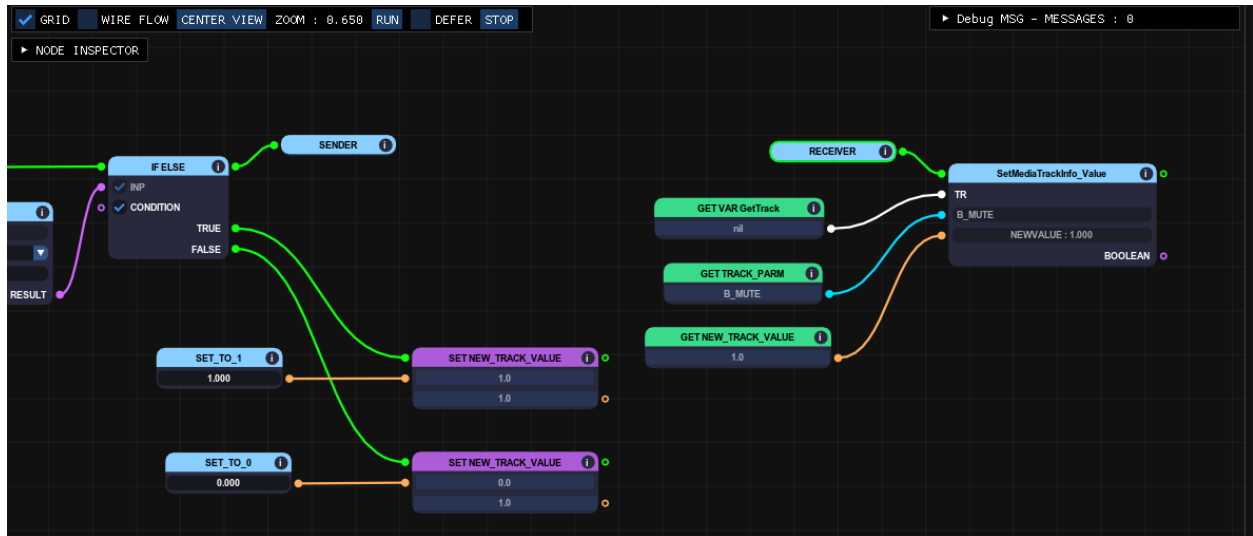 GRID WIRE FLOW CENTER VIEW ZOOM : 0.650 RUN DEFER STOP
▶ Debug MSG - MESSAGES : 0
▶ NODE INSPECTOR
SENDER i
RECEIVER i
IF ELSE i
INP
CONDITION
TRUE
FALSE
i
RESULT
SetMediaTrackInfo_Value i
TR
B_MUTE
NEWVALUE : 1.000
BOOLEAN
GET VAR GetTrack i
nil
GET TRACK_PARM i
B_MUTE
GET NEW_TRACK_VALUE i
1.0
SET_TO_1 i
1.000
SET NEW_TRACK_VALUE i
1.0
1.0
SET_TO_0 i
0.000
SET NEW_TRACK_VALUE i
0.0
1.0